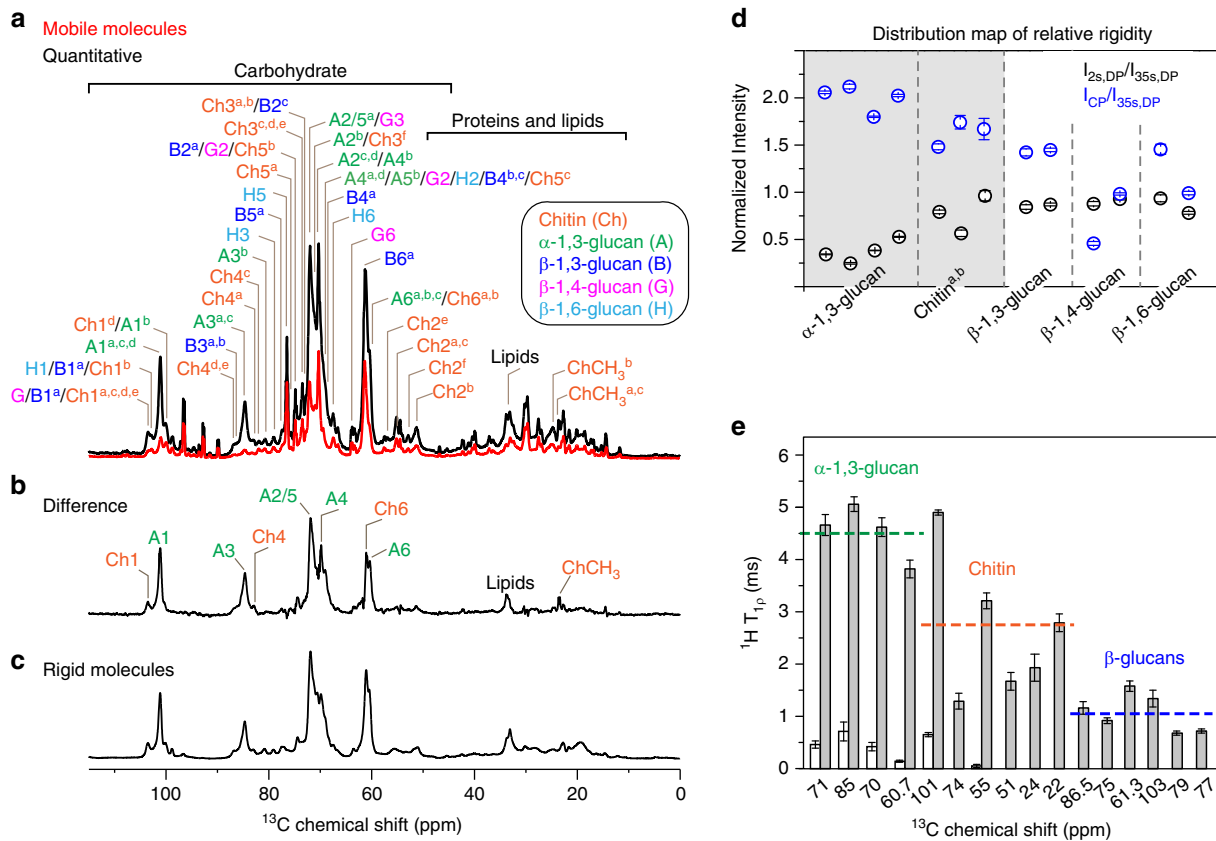 a
Mobile molecules
Quantitative
Carbohydrate
Proteins and lipids
Ch3a,b/B2c
Ch3c,d,e
B2a/G2/Ch5b
Ch5a
H5
B5a
H3
A3b
Ch4c
Ch4a
A3a,c
B3a,b
Ch4d,e
Ch1d/A1b
A1a,c,d
H1/B1a/Ch1b
G/B1a/Ch1a,c,d,e
A2/5a/G3
A2b/Ch3f
A2c,d/A4b
A4a,d/A5b/G2/H2/B4b,c/Ch5c
B4a
H6
G6
B6a
A6a,b,c/Ch6a,b
Ch2e
Ch2a,c
Ch2f
Ch2b
Lipids
ChCH3b
ChCH3a,c
Chitin (Ch)
α-1,3-glucan (A)
β-1,3-glucan (B)
β-1,4-glucan (G)
β-1,6-glucan (H)
b
Difference
Ch1
A1
A3
Ch4
A2/5
A4
Ch6
A6
Lipids
ChCH3
c
Rigid molecules
100 80 60 40 20 0
13C chemical shift (ppm)
d
Distribution map of relative rigidity
I2s,DP/I35s,DP
ICP/I35s,DP
Normalized Intensity
2.0
1.5
1.0
0.5
α-1,3-glucan
Chitina,b
β-1,3-glucan
β-1,4-glucan
β-1,6-glucan
e
α-1,3-glucan
Chitin
β-glucans
1H T1ρ (ms)
6
5
4
3
2
1
0
71 85 70 60.7 101 74 55 51 24 22 86.5 75 61.3 103 79 77
13C chemical shift (ppm)